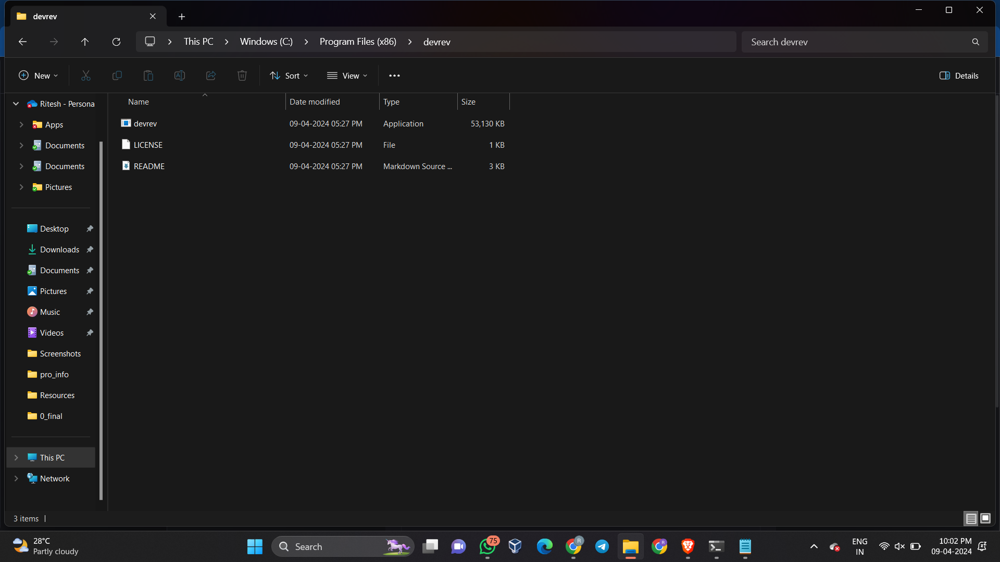 devrev
This PC > Windows (C:) > Program Files (x86) > devrev
Search devrev
New
Sort
View
Details
Ritesh - Persona
Apps
Documents
Documents
Pictures
Desktop
Downloads
Documents
Pictures
Music
Videos
Screenshots
pro_info
Resources
0_final
This PC
Network
Name Date modified Type Size
devrev 09-04-2024 05:27 PM Application 53,130 KB
LICENSE 09-04-2024 05:27 PM File 1 KB
README 09-04-2024 05:27 PM Markdown Source ... 3 KB
3 items
28°C
Partly cloudy
Search
75
R
R
ENG
IN
10:02 PM
09-04-2024